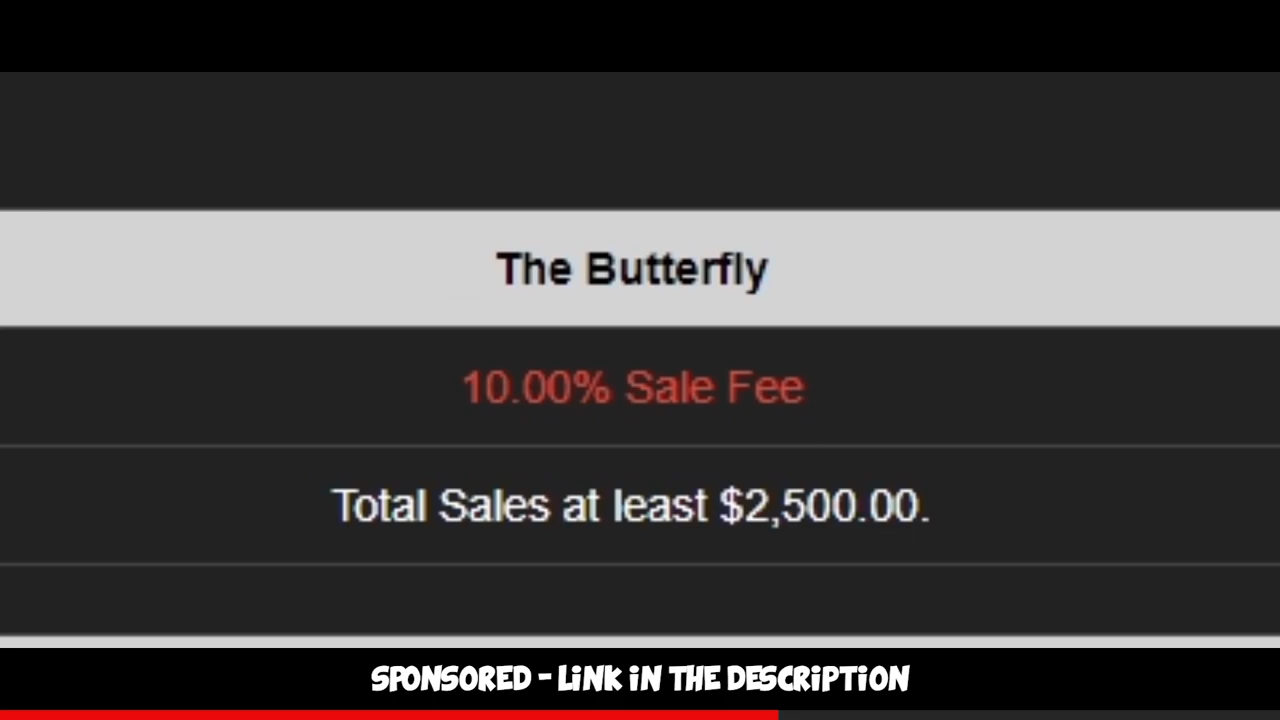 The Butterfly
10.00% Sale Fee
Total Sales at least $2,500.00.
SPONSORED - LINK IN THE DESCRIPTION